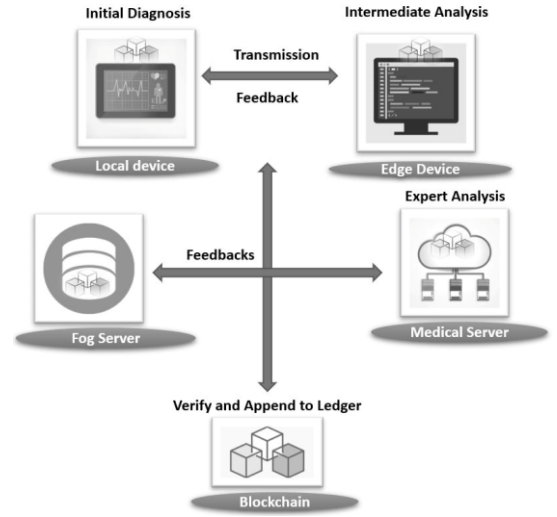 Initial Diagnosis
Intermediate Analysis
Transmission
Feedback
Local device
Edge Device
Expert Analysis
Feedbacks
Fog Server
Medical Server
Verify and Append to Ledger
Blockchain